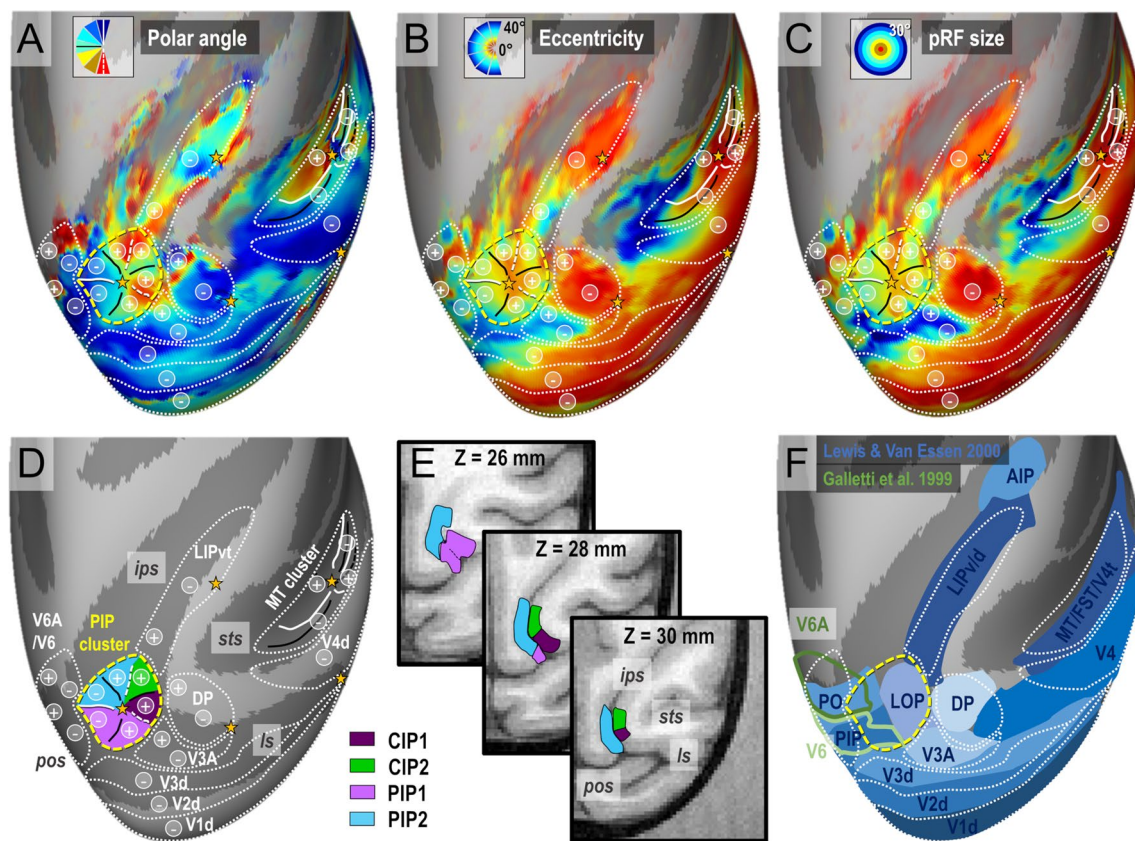 A
Polar angle
B
40°
0°
Eccentricity
C
30°
pRF size
D
ips
LIPvt
MT cluster
sts
V4d
V6A
/V6
PIP
cluster
DP
ls
pos
V3A
V3d
V2d
V1d
E
Z = 26 mm
Z = 28 mm
Z = 30 mm
ips
sts
ls
pos
CIP1
CIP2
PIP1
PIP2
F
Lewis & Van Essen 2000
Galletti et al. 1999
AIP
LIPv/d
MT/FST/V4t
V6A
V4
PO
LOP
DP
V6
PIP
V3A
V3d
V2d
V1d